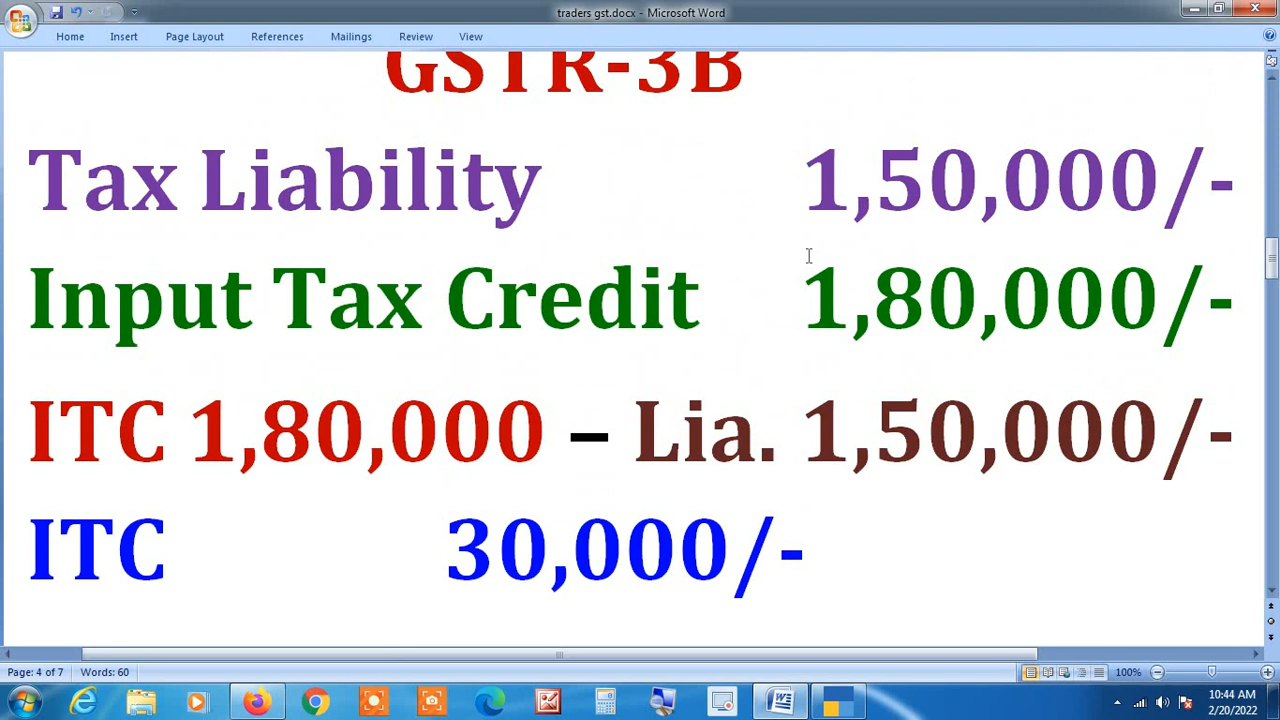 traders gst.docx - Microsoft Word
Home Insert Page Layout References Mailings Review View
GSTR-3B
Tax Liability 1,50,000/-
Input Tax Credit 1,80,000/-
ITC 1,80,000 – Lia. 1,50,000/-
ITC 30,000/-
Page: 4 of 7 Words: 60 100%
10:44 AM
2/20/2022